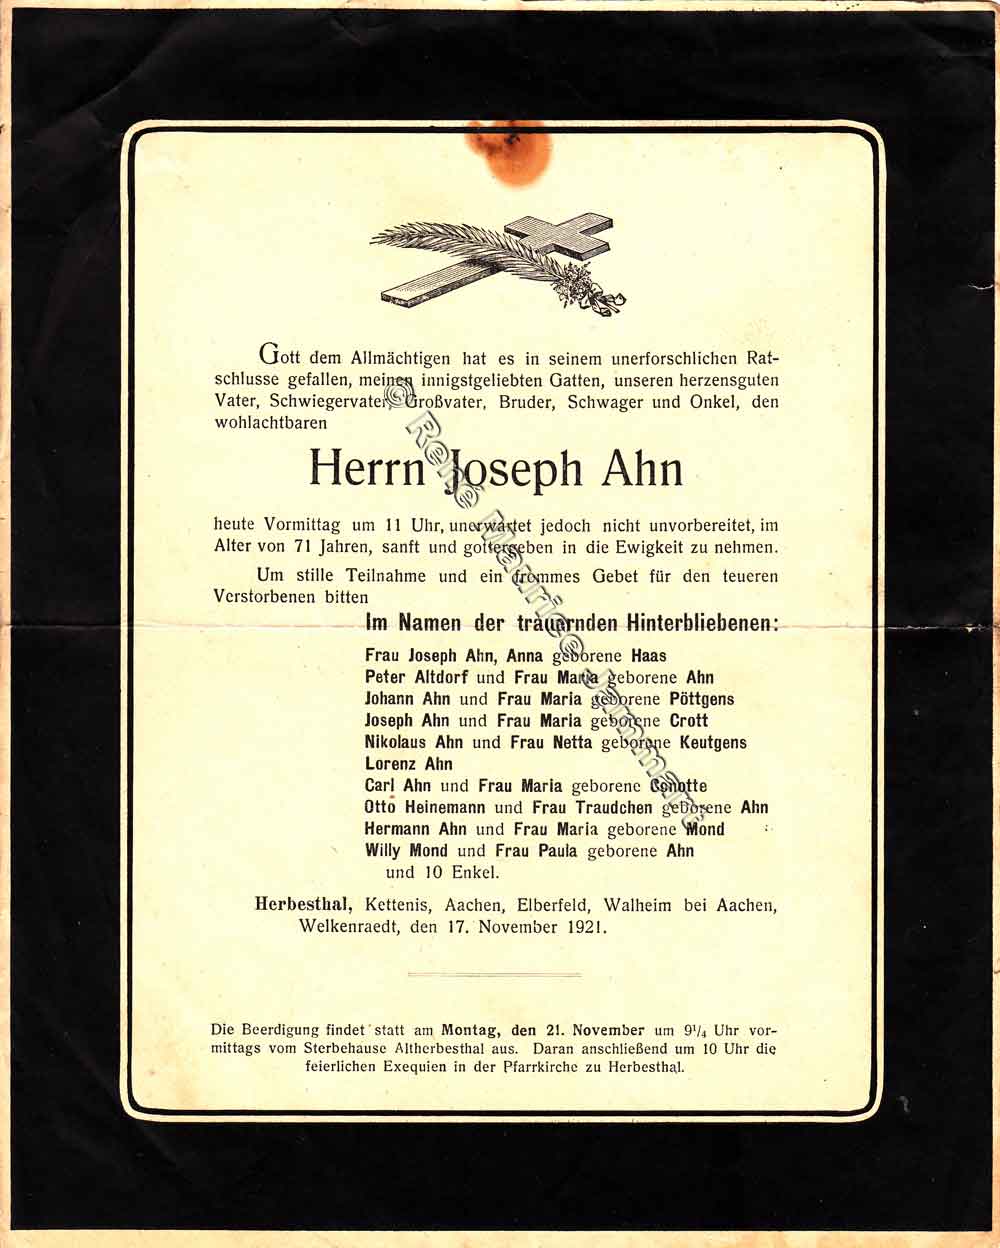 Gott dem Allmächtigen hat es in seinem unerforschlichen Rat-
schlusse gefallen, meinen innigstgeliebten Gatten, unseren herzensguten
Vater, Schwiegervater, Großvater, Bruder, Schwager und Onkel, den
wohlachtbaren
Herrn Joseph Ahn
heute Vormittag um 11 Uhr, unerwartet jedoch nicht unvorbereitet, im
Alter von 71 Jahren, sanft und gottergeben in die Ewigkeit zu nehmen.
Um stille Teilnahme und ein frommes Gebet für den teueren
Verstorbenen bitten
Im Namen der trauernden Hinterbliebenen:
Frau Joseph Ahn, Anna geborene Haas
Peter Altdorf und Frau Maria geborene Ahn
Johann Ahn und Frau Maria geborene Pöttgens
Joseph Ahn und Frau Maria geborene Crott
Nikolaus Ahn und Frau Netta geborene Keutgens
Lorenz Ahn
Carl Ahn und Frau Maria geborene
Otto Heinemann und Frau Traudchen geborene Ahn
Hermann Ahn und Frau Maria geborene Mond
Willy Mond und Frau Paula geborene Ahn
und 10 Enkel.
Herbesthal, Kettenis, Aachen, Elberfeld, Walheim bei Aachen,
Welkenraedt, den 17. November 1921.
Die Beerdigung findet statt am Montag, den 21. November um 9¼ Uhr vor-
mittags vom Sterbehause Altherbesthal aus. Daran anschließend um 10 Uhr die
feierlichen Exequien in der Pfarrkirche zu Herbesthal.
© René Maurice Jammart